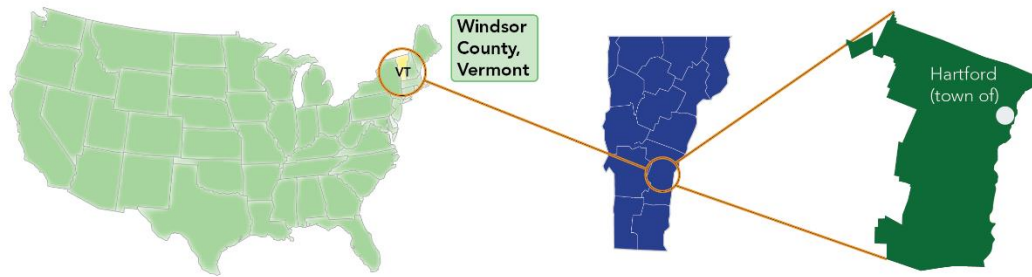 Windsor
County,
Vermont
VT
Hartford
(town of)